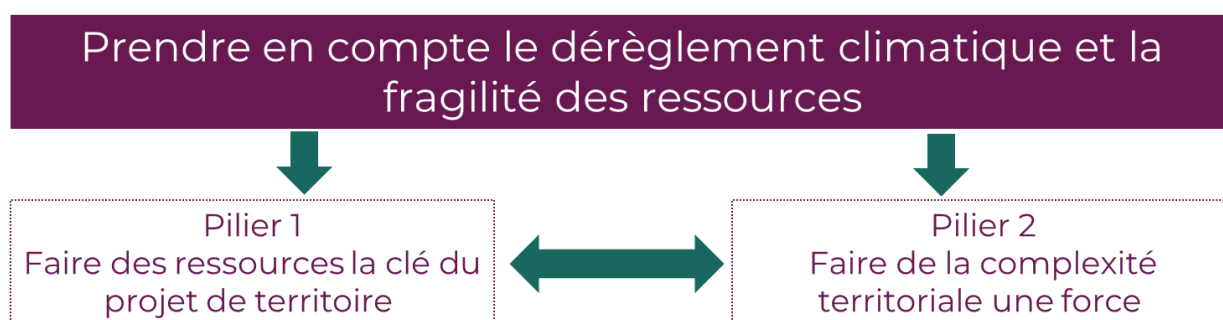 Prendre en compte le dérèglement climatique et la
fragilité des ressources
Pilier 1
Faire des ressources la clé du
projet de territoire
Pilier 2
Faire de la complexité
territoriale une force